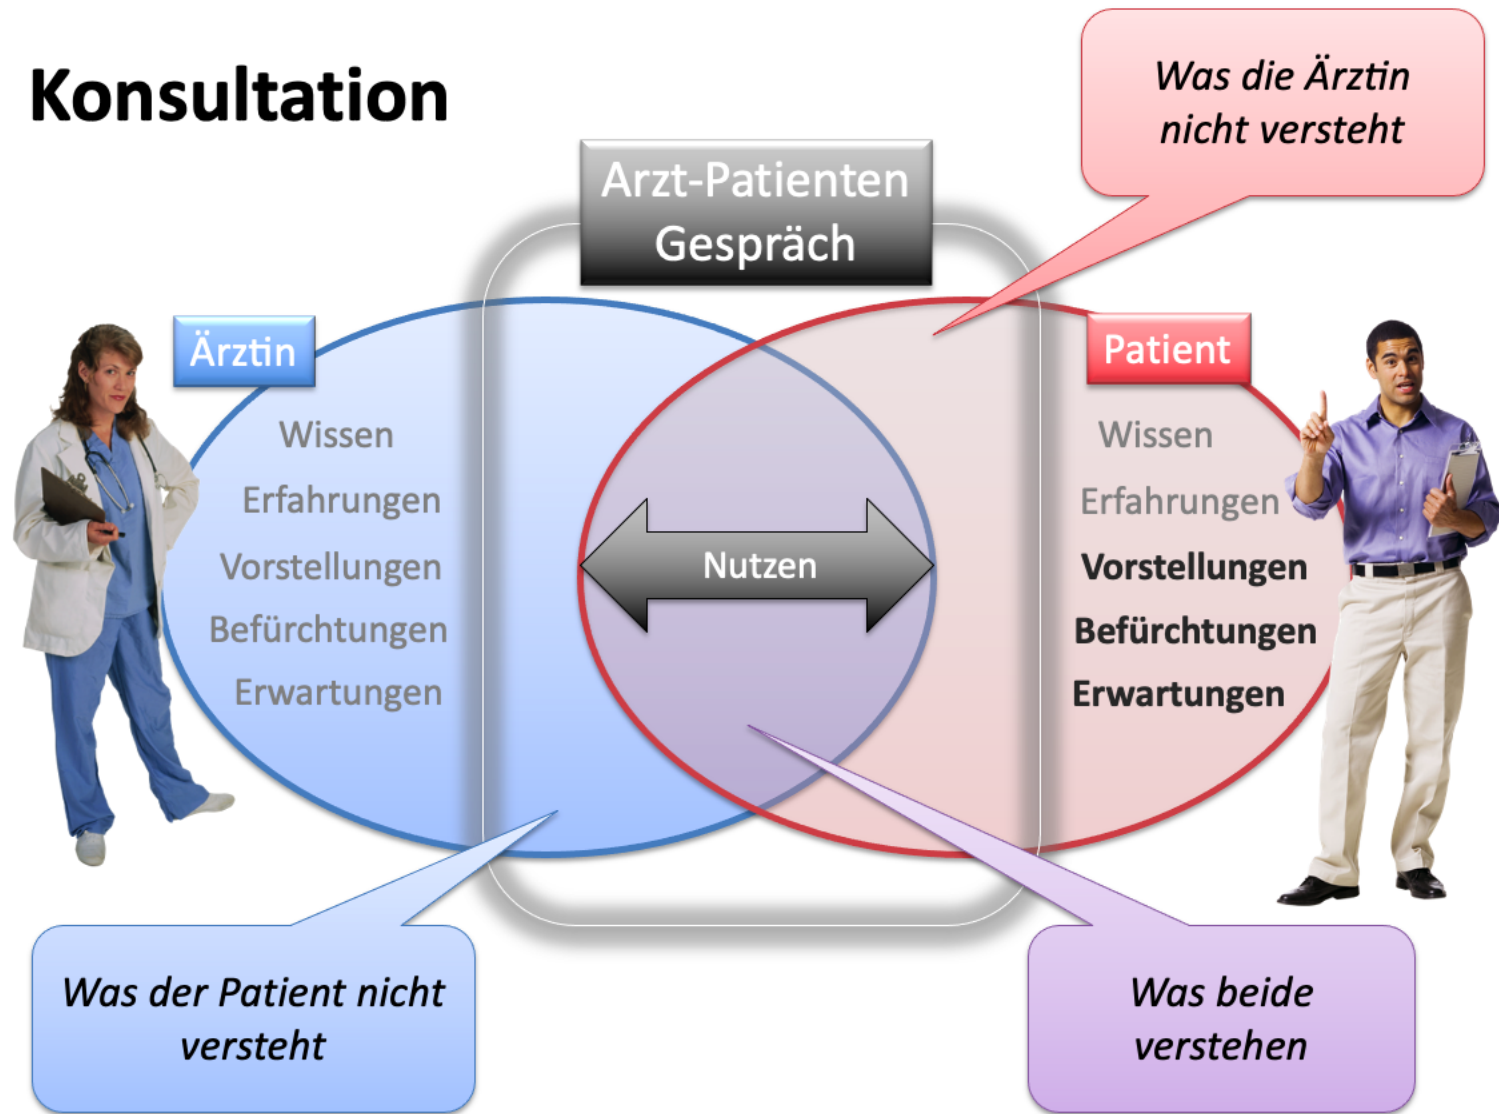 Konsultation
Was die Ärztin
nicht versteht
Arzt-Patienten
Gespräch
Ärztin
Patient
Wissen
Erfahrungen
Vorstellungen
Befürchtungen
Erwartungen
Nutzen
Wissen
Erfahrungen
Vorstellungen
Befürchtungen
Erwartungen
Was der Patient nicht
versteht
Was beide
verstehen